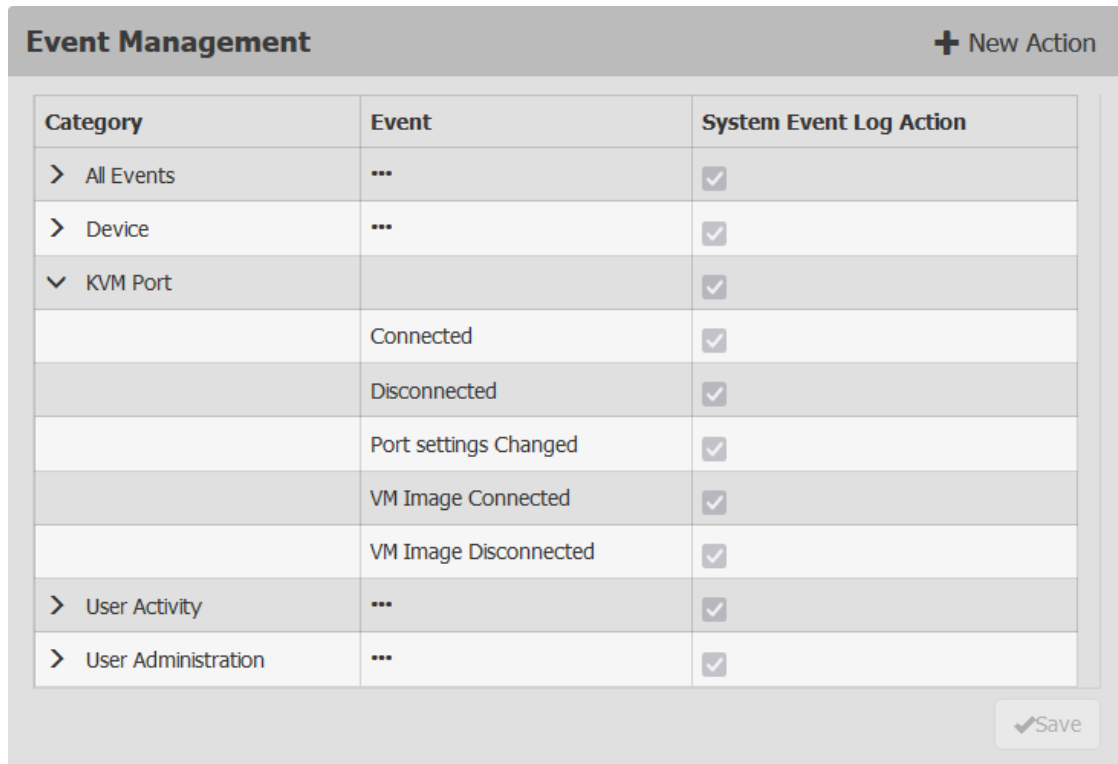 Event Management
New Action
Category Event System Event Log Action
All Events ...
Device ...
KVM Port
Connected
Disconnected
Port settings Changed
VM Image Connected
VM Image Disconnected
User Activity ...
User Administration ...
Save